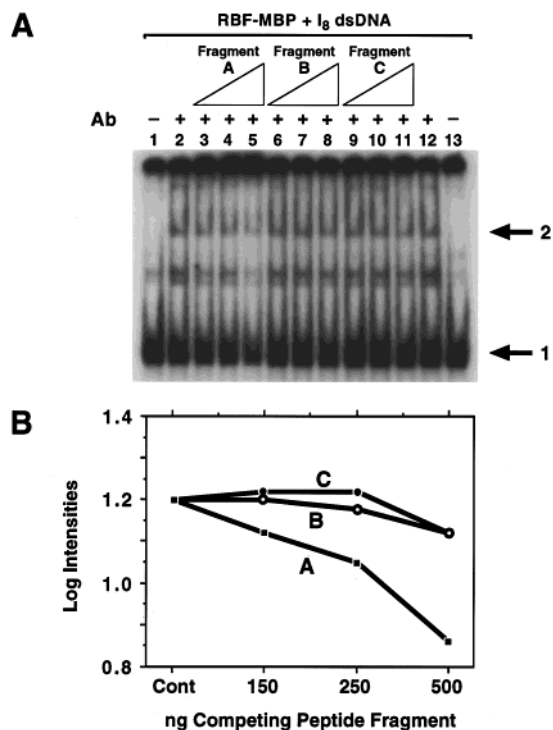 A
RBF-MBP + I8 dsDNA
Fragment Fragment Fragment
A B C
Ab − + + + + + + + + + + + −
1 2 3 4 5 6 7 8 9 10 11 12 13
2
1
B
1.4
1.2
1.0
0.8
Log Intensities
C
B
A
Cont 150 250 500
ng Competing Peptide Fragment